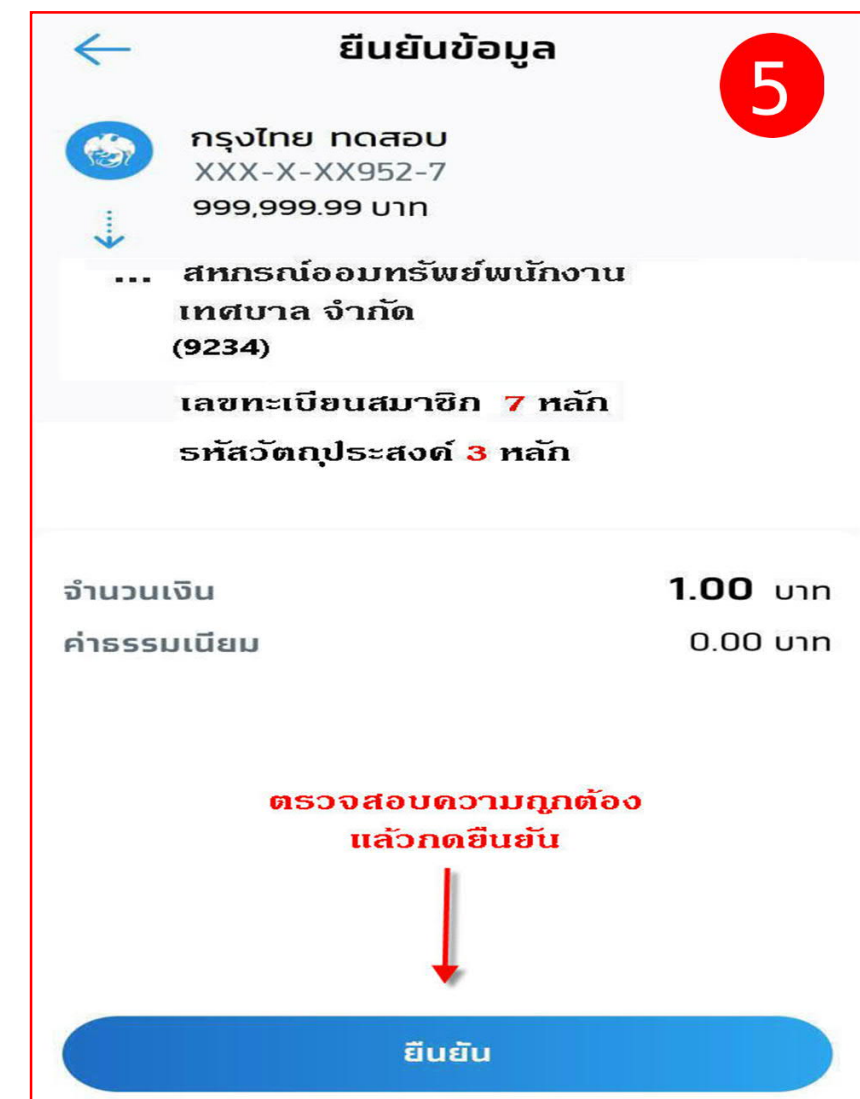 ยืนยันข้อมูล
5
กรุงไทย ทดสอบ
XXX-X-XX952-7
999,999.99 บาท
... สหกรณ์ออมทรัพย์พนักงาน
เทศบาล จำกัด
(9234)
เลขทะเบียนสมาชิก 7 หลัก
รหัสวัตถุประสงค์ 3 หลัก
จำนวนเงิน 1.00 บาท
ค่าธรรมเนียม 0.00 บาท
ตรวจสอบความถูกต้อง
แล้วกดยืนยัน
ยืนยัน